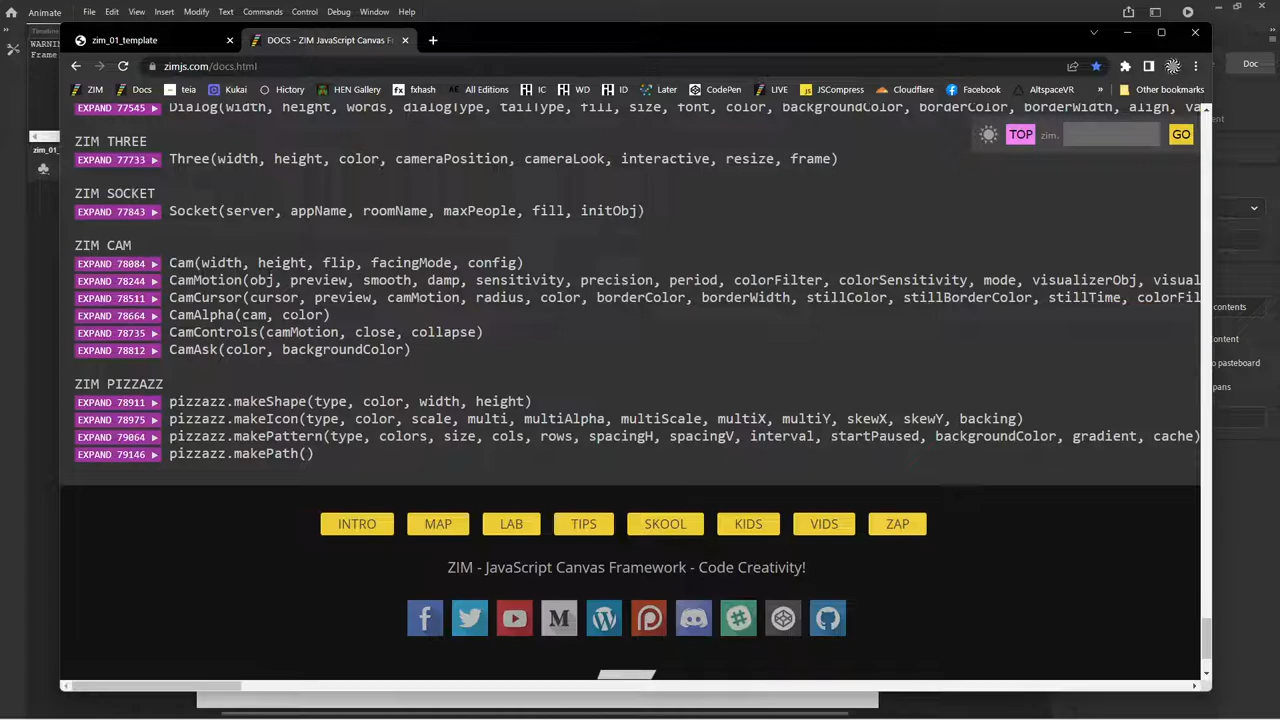 Animate File Edit View Insert Modify Text Commands Control Debug Window Help
zim_01_template
DOCS - ZIM JavaScript Canvas F
zimjs.com/docs.html
ZIM Docs teia Kukai Hictory HEN Gallery fxhash All Editions IC WD ID Later CodePen LIVE JSCompress Cloudflare Facebook AltspaceVR » Other bookmarks
Timeline
WARNI
Frame
zim_01_
Doc
EXPAND 77545 Dialog(width, height, words, dialogType, tailType, fill, size, font, color, backgroundColor, borderColor, borderWidth, align, va
TOP zim. GO
ZIM THREE
EXPAND 77733 Three(width, height, color, cameraPosition, cameraLook, interactive, resize, frame)
ZIM SOCKET
EXPAND 77843 Socket(server, appName, roomName, maxPeople, fill, initObj)
ZIM CAM
EXPAND 78084 Cam(width, height, flip, facingMode, config)
EXPAND 78244 CamMotion(obj, preview, smooth, damp, sensitivity, precision, period, colorFilter, colorSensitivity, mode, visualizerObj, visual
EXPAND 78511 CamCursor(cursor, preview, camMotion, radius, color, borderColor, borderWidth, stillColor, stillBorderColor, stillTime, colorFil
EXPAND 78664 CamAlpha(cam, color)
EXPAND 78735 CamControls(camMotion, close, collapse)
EXPAND 78812 CamAsk(color, backgroundColor)
ZIM PIZZAZZ
EXPAND 78911 pizzazz.makeShape(type, color, width, height)
EXPAND 78975 pizzazz.makeIcon(type, color, scale, multi, multiAlpha, multiScale, multiX, multiY, skewX, skewY, backing)
EXPAND 79064 pizzazz.makePattern(type, colors, size, cols, rows, spacingH, spacingV, interval, startPaused, backgroundColor, gradient, cache)
EXPAND 79146 pizzazz.makePath()
contents
ontent
o pasteboard
pans
INTRO MAP LAB TIPS SKOOL KIDS VIDS ZAP
ZIM - JavaScript Canvas Framework - Code Creativity!